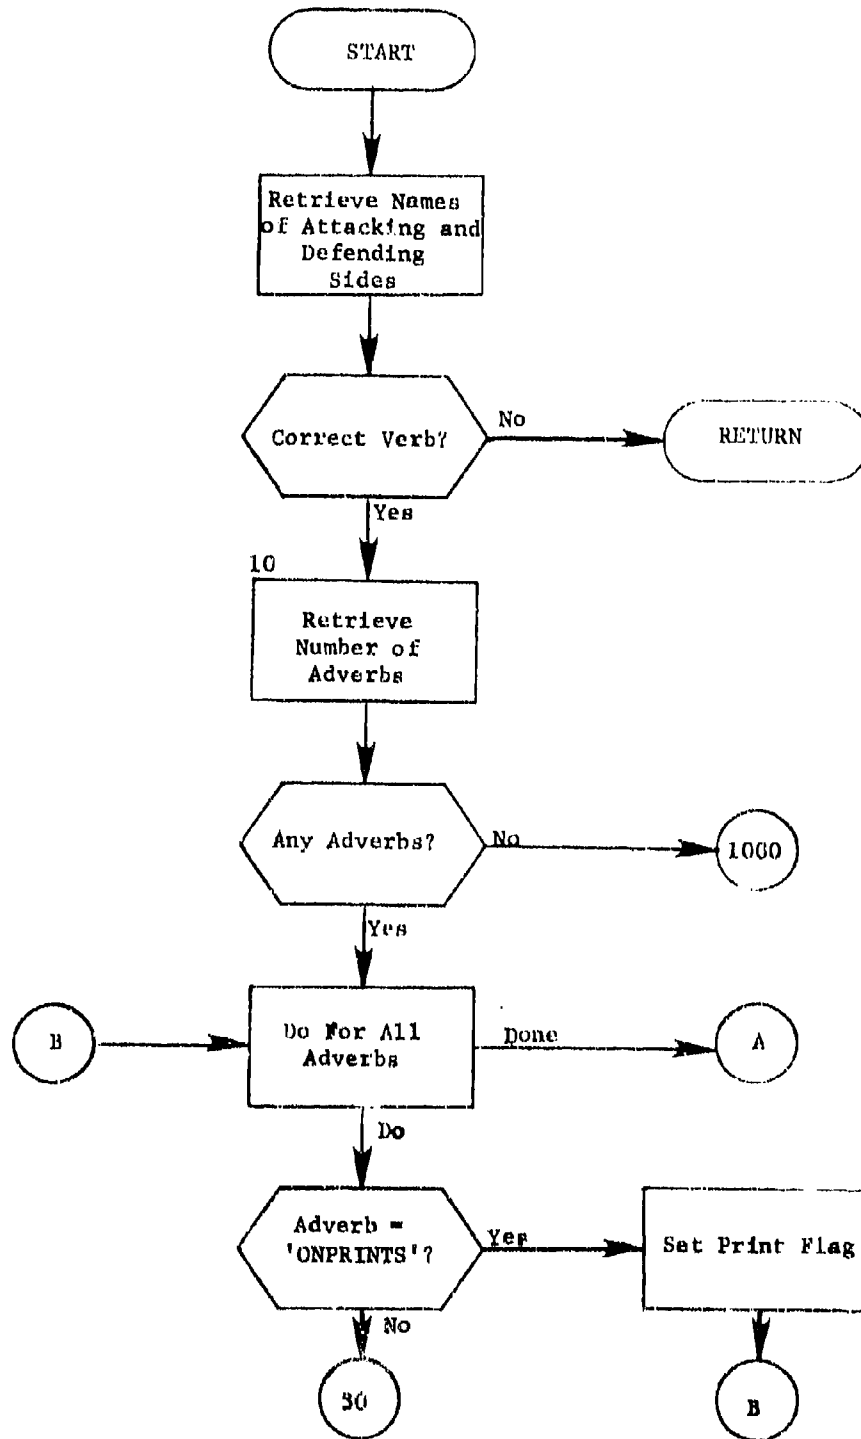 START
Retrieve Names
of Attacking and
Defending
Sides
Correct Verb?
No
RETURN
Yes
10
Retrieve
Number of
Adverbs
Any Adverbs?
No
1000
Yes
B
Do For All
Adverbs
Done
A
Do
Adverb =
'ONPRINTS'?
Yes
Set Print Flag
No
30
B